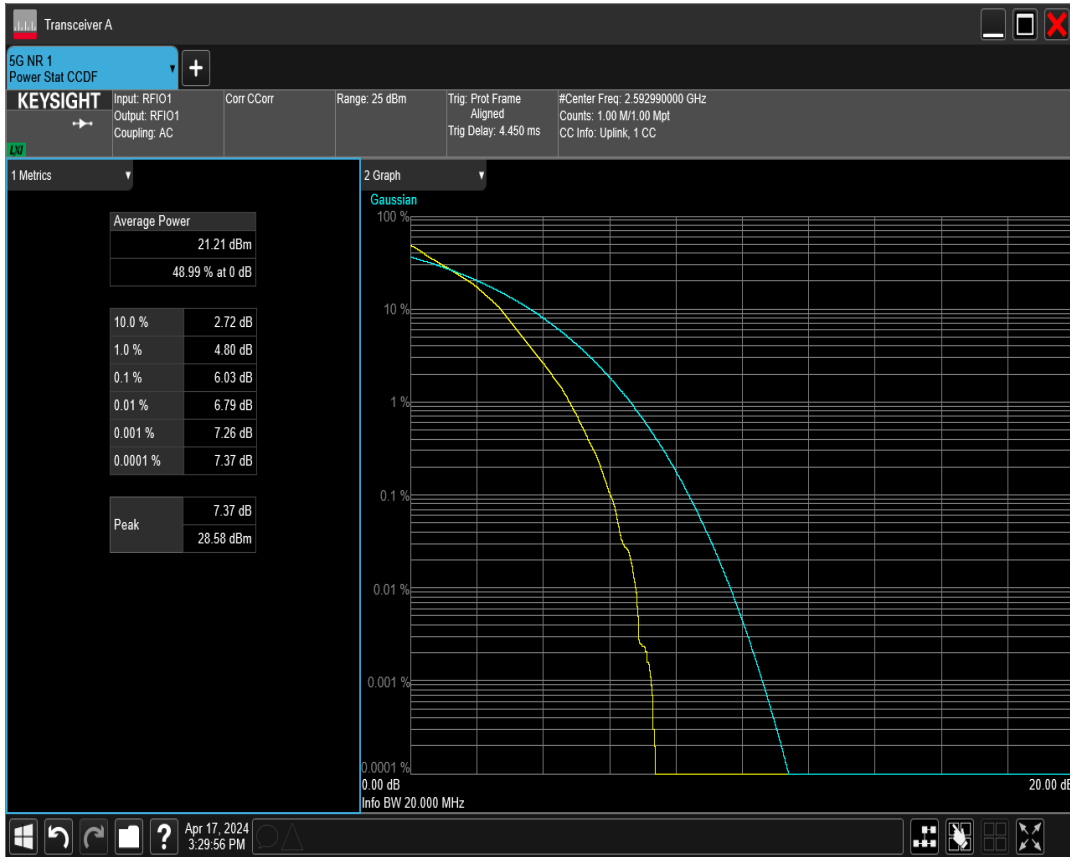 Transceiver A
5G NR 1
Power Stat CCDF
KEYSIGHT
LXI
Input: RFIO1
Output: RFIO1
Coupling: AC
Corr CCorr
Range: 25 dBm
Trig: Prot Frame
Aligned
Trig Delay: 4.450 ms
#Center Freq: 2.592990000 GHz
Counts: 1.00 M/1.00 Mpt
CC Info: Uplink, 1 CC
1 Metrics
Average Power
21.21 dBm
48.99 % at 0 dB
10.0 % 2.72 dB
1.0 % 4.80 dB
0.1 % 6.03 dB
0.01 % 6.79 dB
0.001 % 7.26 dB
0.0001 % 7.37 dB
Peak
7.37 dB
28.58 dBm
2 Graph
Gaussian
100 %
10 %
1 %
0.1 %
0.01 %
0.001 %
0.0001 %
0.00 dB
20.00 dB
Info BW 20.000 MHz
?
Apr 17, 2024
3:29:56 PM